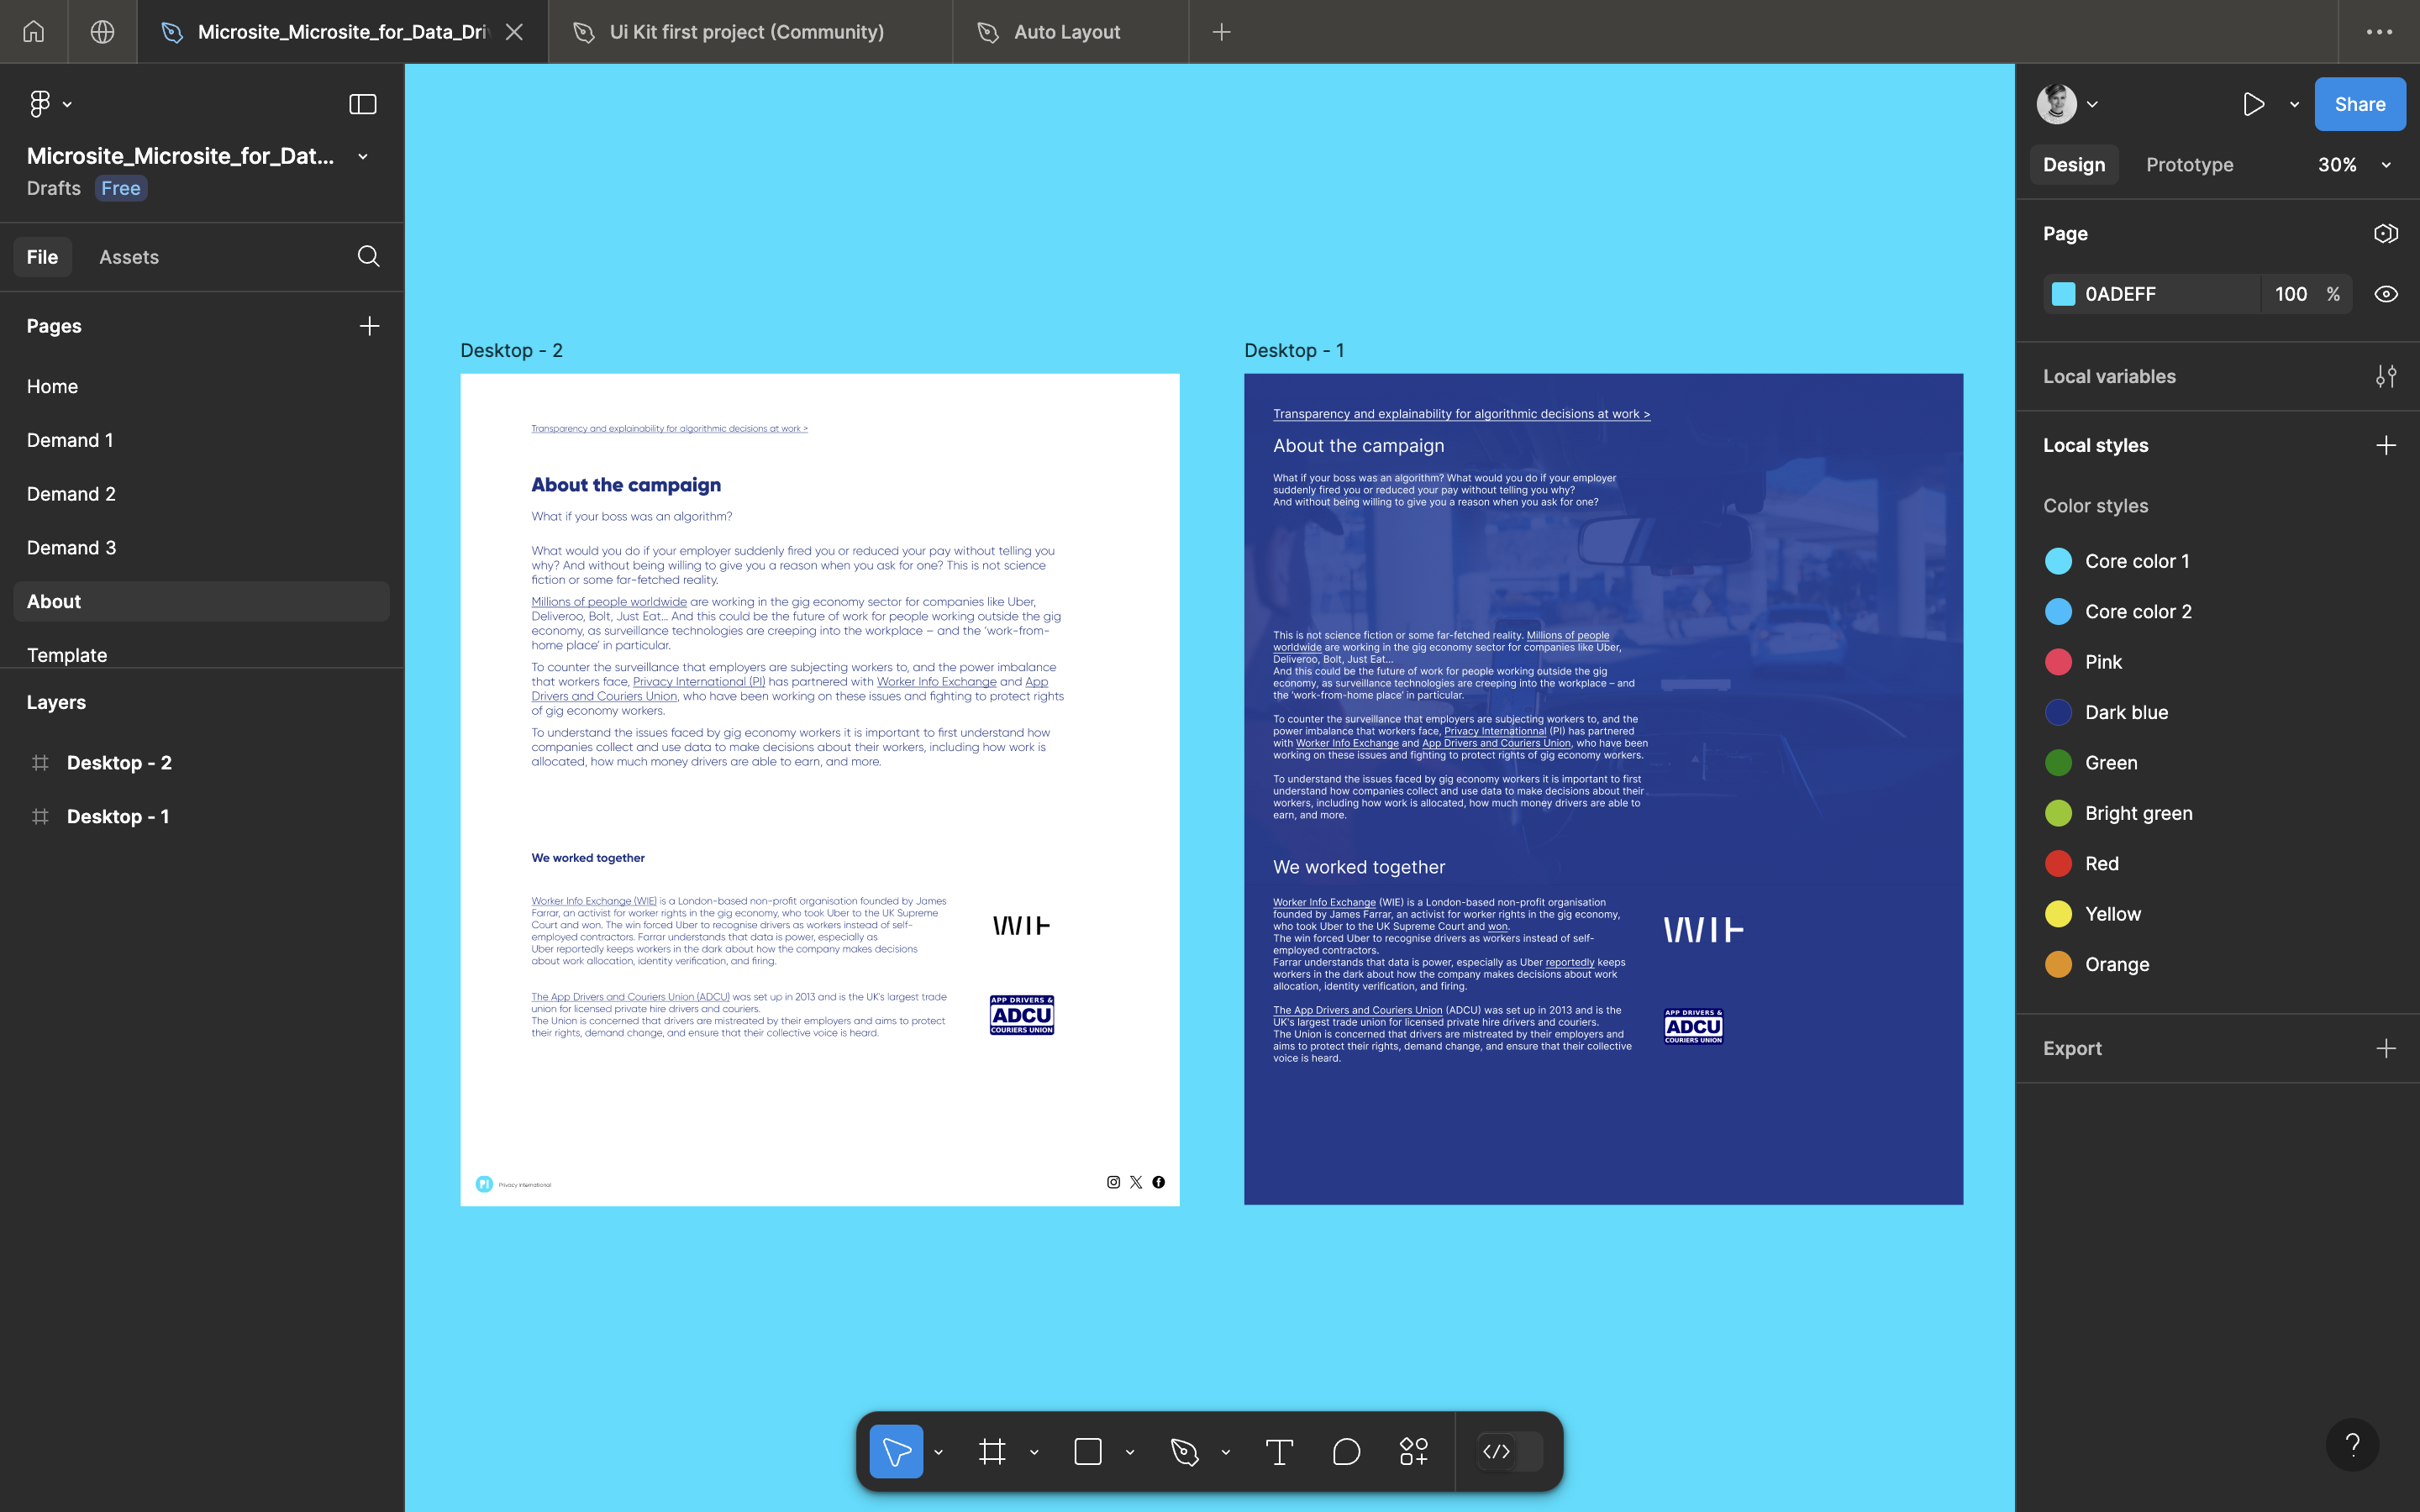 Microsite_Microsite_for_Data_Dri
Ui Kit first project (Community)
Auto Layout
Microsite_Microsite_for_Dat...
Drafts
Free
File
Assets
Pages
Home
Demand 1
Demand 2
Demand 3
About
Template
Layers
Desktop - 2
Desktop - 1
Desktop - 2
Transparency and explainability for algorithmic decisions at work >
About the campaign
What if your boss was an algorithm?
What would you do if your employer suddenly fired you or reduced your pay without telling you
why? And without being willing to give you a reason when you ask for one? This is not science
fiction or some far-fetched reality.
Millions of people worldwide are working in the gig economy sector for companies like Uber,
Deliveroo, Bolt, Just Eat... And this could be the future of work for people working outside the gig
economy, as surveillance technologies are creeping into the workplace – and the ‘work-from-
home place’ in particular.
To counter the surveillance that employers are subjecting workers to, and the power imbalance
that workers face, Privacy International (PI) has partnered with Worker Info Exchange and App
Drivers and Couriers Union, who have been working on these issues and fighting to protect rights
of gig economy workers.
To understand the issues faced by gig economy workers it is important to first understand how
companies collect and use data to make decisions about their workers, including how work is
allocated, how much money drivers are able to earn, and more.
We worked together
Worker Info Exchange (WIE) is a London-based non-profit organisation founded by James
Farrar, an activist for worker rights in the gig economy, who took Uber to the UK Supreme
Court and won. The win forced Uber to recognise drivers as workers instead of self-
employed contractors. Farrar understands that data is power, especially as
Uber reportedly keeps workers in the dark about how the company makes decisions
about work allocation, identity verification, and firing.
The App Drivers and Couriers Union (ADCU) was set up in 2013 and is the UK's largest trade
union for licensed private hire drivers and couriers.
The Union is concerned that drivers are mistreated by their employers and aims to protect
their rights, demand change, and ensure that their collective voice is heard.
APP DRIVERS &
ADCU
COURIERS UNION
PI
Privacy International
Desktop - 1
Transparency and explainability for algorithmic decisions at work >
About the campaign
What if your boss was an algorithm? What would you do if your employer
suddenly fired you or reduced your pay without telling you why?
And without being willing to give you a reason when you ask for one?
This is not science fiction or some far-fetched reality. Millions of people
worldwide are working in the gig economy sector for companies like Uber,
Deliveroo, Bolt, Just Eat...
And this could be the future of work for people working outside the gig
economy, as surveillance technologies are creeping into the workplace – and
the ‘work-from-home place’ in particular.
To counter the surveillance that employers are subjecting workers to, and the
power imbalance that workers face, Privacy Internationnal (PI) has partnered
with Worker Info Exchange and App Drivers and Couriers Union, who have been
working on these issues and fighting to protect rights of gig economy workers.
To understand the issues faced by gig economy workers it is important to first
understand how companies collect and use data to make decisions about their
workers, including how work is allocated, how much money drivers are able to
earn, and more.
We worked together
Worker Info Exchange (WIE) is a London-based non-profit organisation
founded by James Farrar, an activist for worker rights in the gig economy,
who took Uber to the UK Supreme Court and won.
The win forced Uber to recognise drivers as workers instead of self-
employed contractors.
Farrar understands that data is power, especially as Uber reportedly keeps
workers in the dark about how the company makes decisions about work
allocation, identity verification, and firing.
The App Drivers and Couriers Union (ADCU) was set up in 2013 and is the
UK's largest trade union for licensed private hire drivers and couriers.
The Union is concerned that drivers are mistreated by their employers and
aims to protect their rights, demand change, and ensure that their collective
voice is heard.
APP DRIVERS &
ADCU
COURIERS UNION
Share
Design
Prototype
30%
Page
0ADEFF
100 %
Local variables
Local styles
Color styles
Core color 1
Core color 2
Pink
Dark blue
Green
Bright green
Red
Yellow
Orange
Export
?